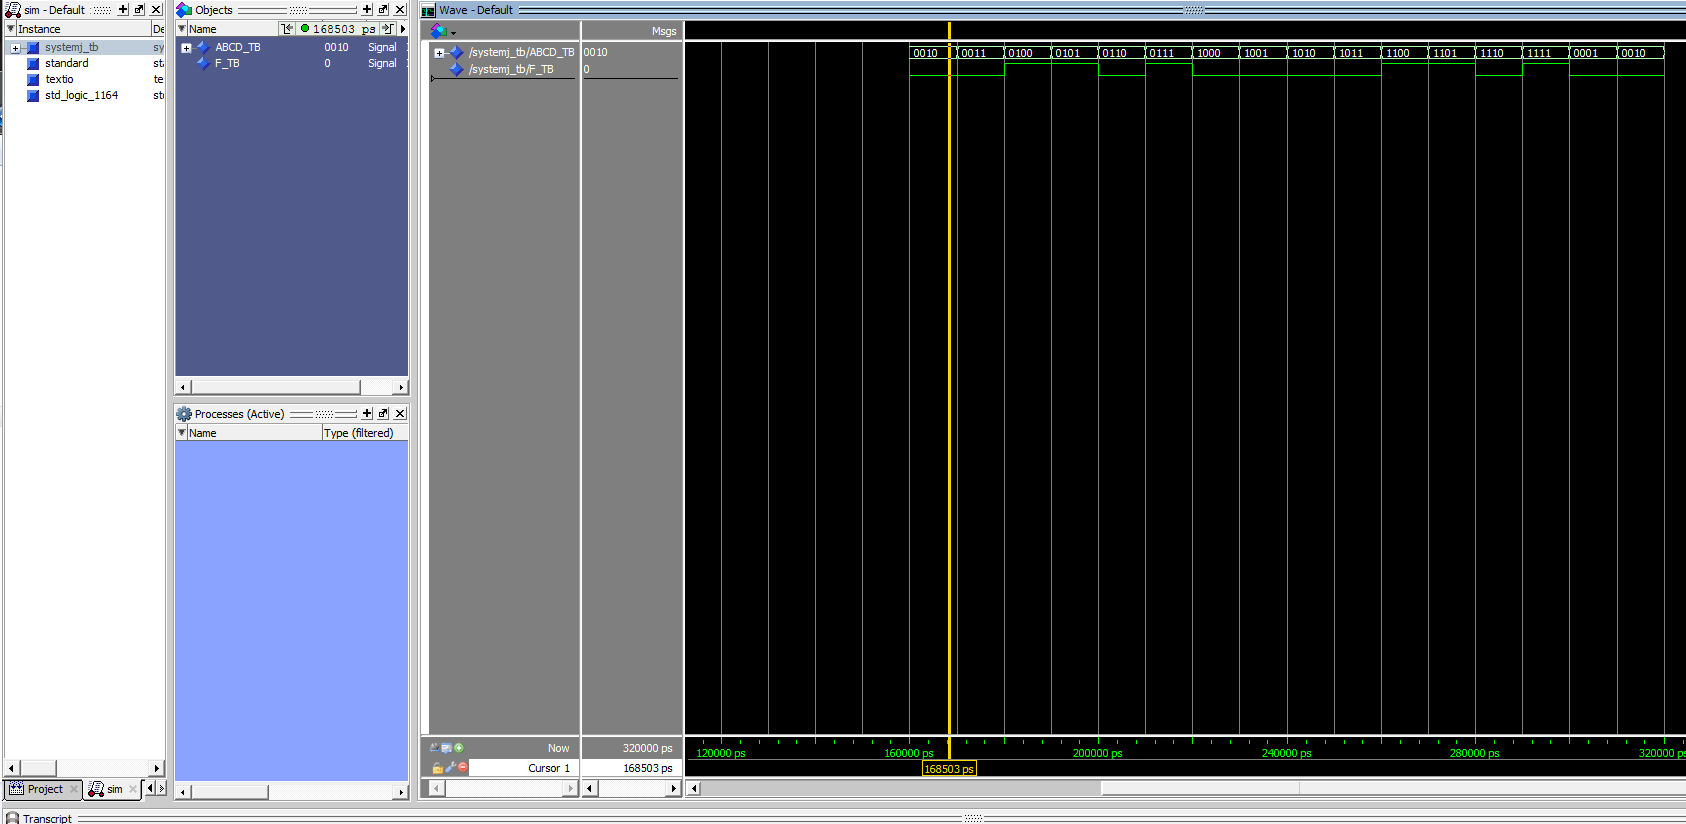 sim - Default
Instance De
systemj_tb sy
standard sta
textio te
std_logic_1164 sto
Project sim
Objects
Name 168503 ps
ABCD_TB 0010 Signal
F_TB 0 Signal
Processes (Active)
Name Type (filtered)
Wave - Default
Msgs
/systemj_tb/ABCD_TB 0010 0010 0011 0100 0101 0110 0111 1000 1001 1010 1011 1100 1101 1110 1111 0001 0010
/systemj_tb/F_TB 0
Now 320000 ps 120000 ps 160000 ps 200000 ps 240000 ps 280000 ps 320000 ps
Cursor 1 168503 ps 168503 ps
Transcript